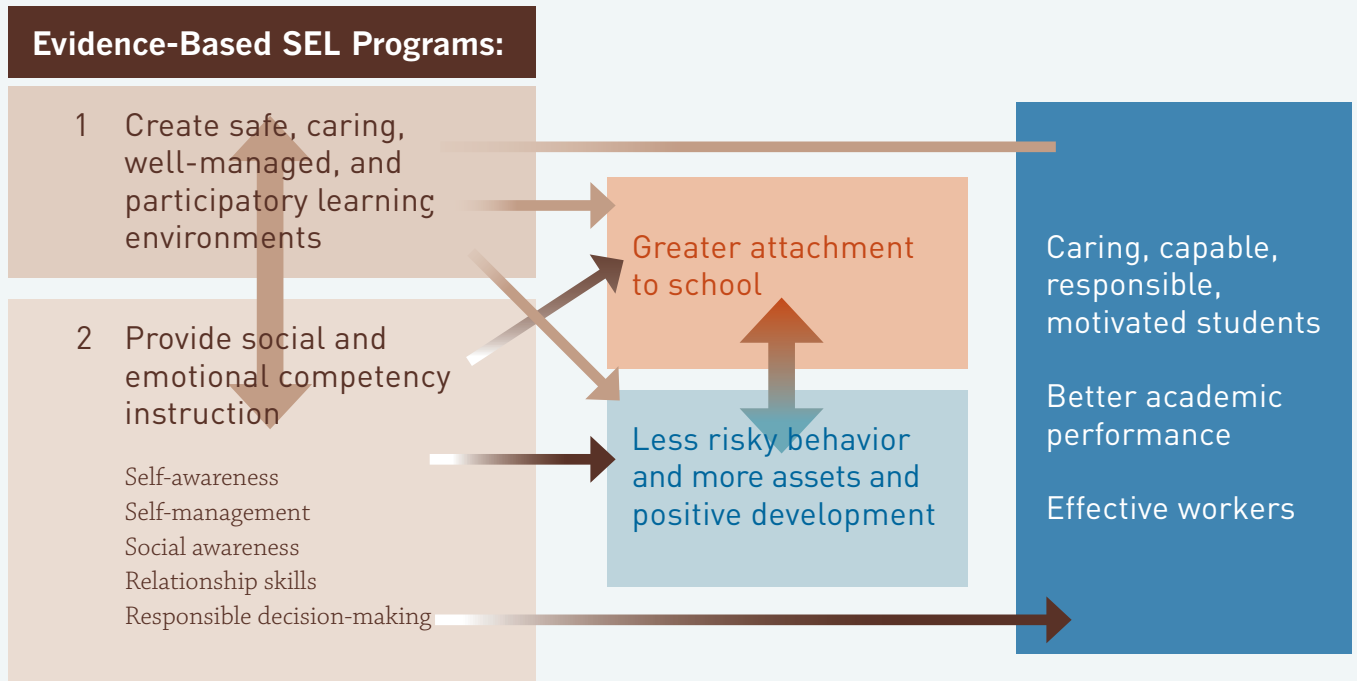 Evidence-Based SEL Programs:
1 Create safe, caring,
well-managed, and
participatory learning
environments
2 Provide social and
emotional competency
instruction
Self-awareness
Self-management
Social awareness
Relationship skills
Responsible decision-making
Greater attachment
to school
Less risky behavior
and more assets and
positive development
Caring, capable,
responsible,
motivated students
Better academic
performance
Effective workers